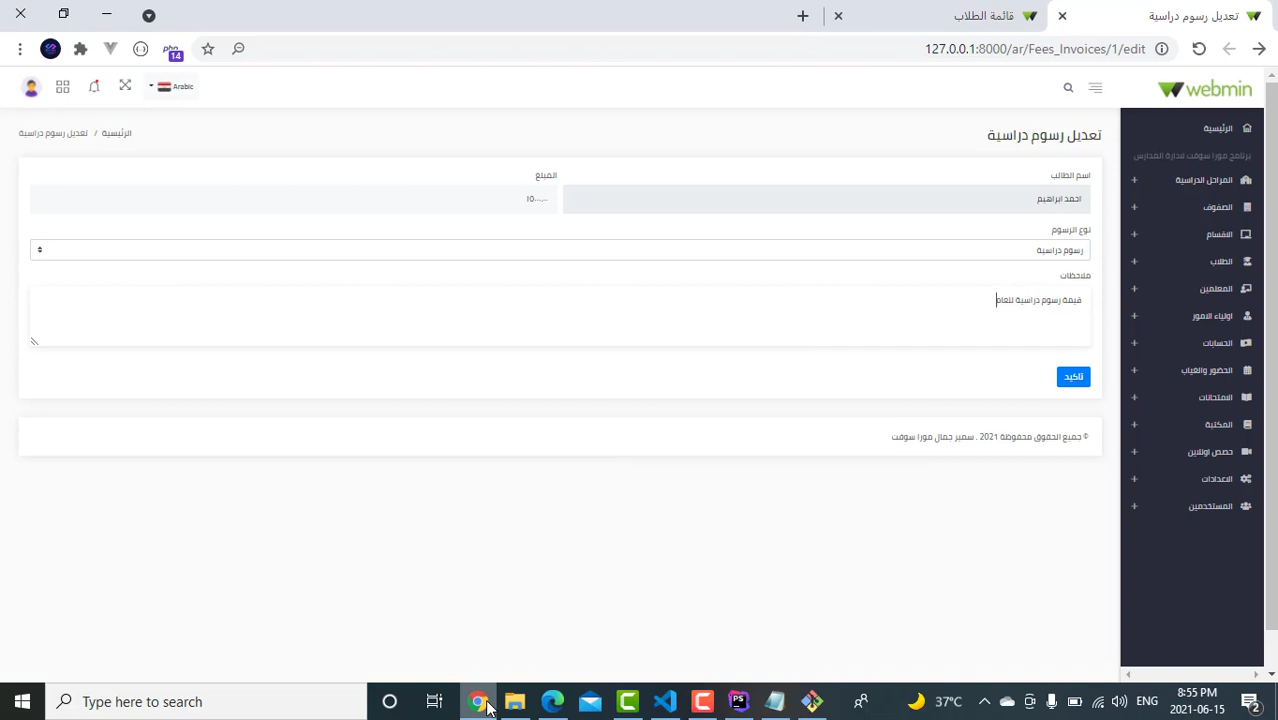 تعديل رسوم دراسية
قائمة الطلاب
127.0.0.1:8000/ar/Fees_Invoices/1/edit
php
14
webmin
Arabic
تعديل رسوم دراسية
الرئيسية / تعديل رسوم دراسية
الرئيسية
برنامج مورا سوفت لادارة المدارس
المراحل الدراسية
الصفوف
الاقسام
الطلاب
المعلمين
اولياء الامور
الحسابات
الحضور والغياب
الامتحانات
المكتبة
حصص اونلاين
الاعدادات
المستخدمين
اسم الطالب
المبلغ
احمد ابراهيم
نوع الرسوم
رسوم دراسية
ملاحظات
قيمة رسوم دراسية للعام
تاكيد
© جميع الحقوق محفوظة 2021 . سمير جمال مورا سوفت
Type here to search
PS
37°C
ENG
8:55 PM
2021-06-15
2